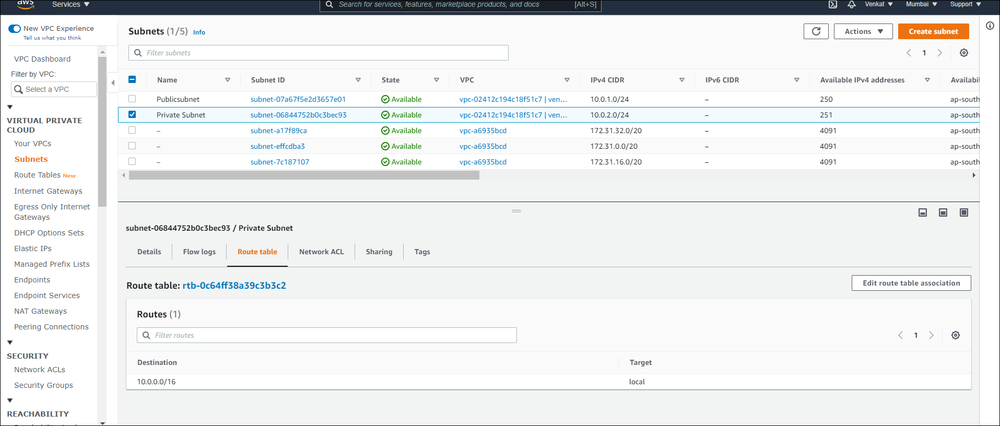 aws
Services
Search for services, features, marketplace products, and docs
[Alt+S]
Venkat
Mumbai
Support
New VPC Experience
Tell us what you think
VPC Dashboard
Filter by VPC:
Select a VPC
VIRTUAL PRIVATE
CLOUD
Your VPCs
Subnets
Route Tables New
Internet Gateways
Egress Only Internet
Gateways
DHCP Options Sets
Elastic IPs
Managed Prefix Lists
Endpoints
Endpoint Services
NAT Gateways
Peering Connections
SECURITY
Network ACLs
Security Groups
REACHABILITY
Subnets (1/5) Info
Actions
Create subnet
Filter subnets
1
Name Subnet ID State VPC IPv4 CIDR IPv6 CIDR Available IPv4 addresses Availabil
Publicsubnet subnet-07a67f5e2d3657e01 Available vpc-02412c194c18f51c7 | ven... 10.0.1.0/24 – 250 ap-south
Private Subnet subnet-06844752b0c3bec93 Available vpc-02412c194c18f51c7 | ven... 10.0.2.0/24 – 251 ap-south
– subnet-a17f89ca Available vpc-a6935bcd 172.31.32.0/20 – 4091 ap-south
– subnet-effcdba3 Available vpc-a6935bcd 172.31.0.0/20 – 4091 ap-south
– subnet-7c187107 Available vpc-a6935bcd 172.31.16.0/20 – 4091 ap-south
subnet-06844752b0c3bec93 / Private Subnet
Details Flow logs Route table Network ACL Sharing Tags
Route table: rtb-0c64ff38a39c3b3c2
Edit route table association
Routes (1)
Filter routes
1
Destination Target
10.0.0.0/16 local